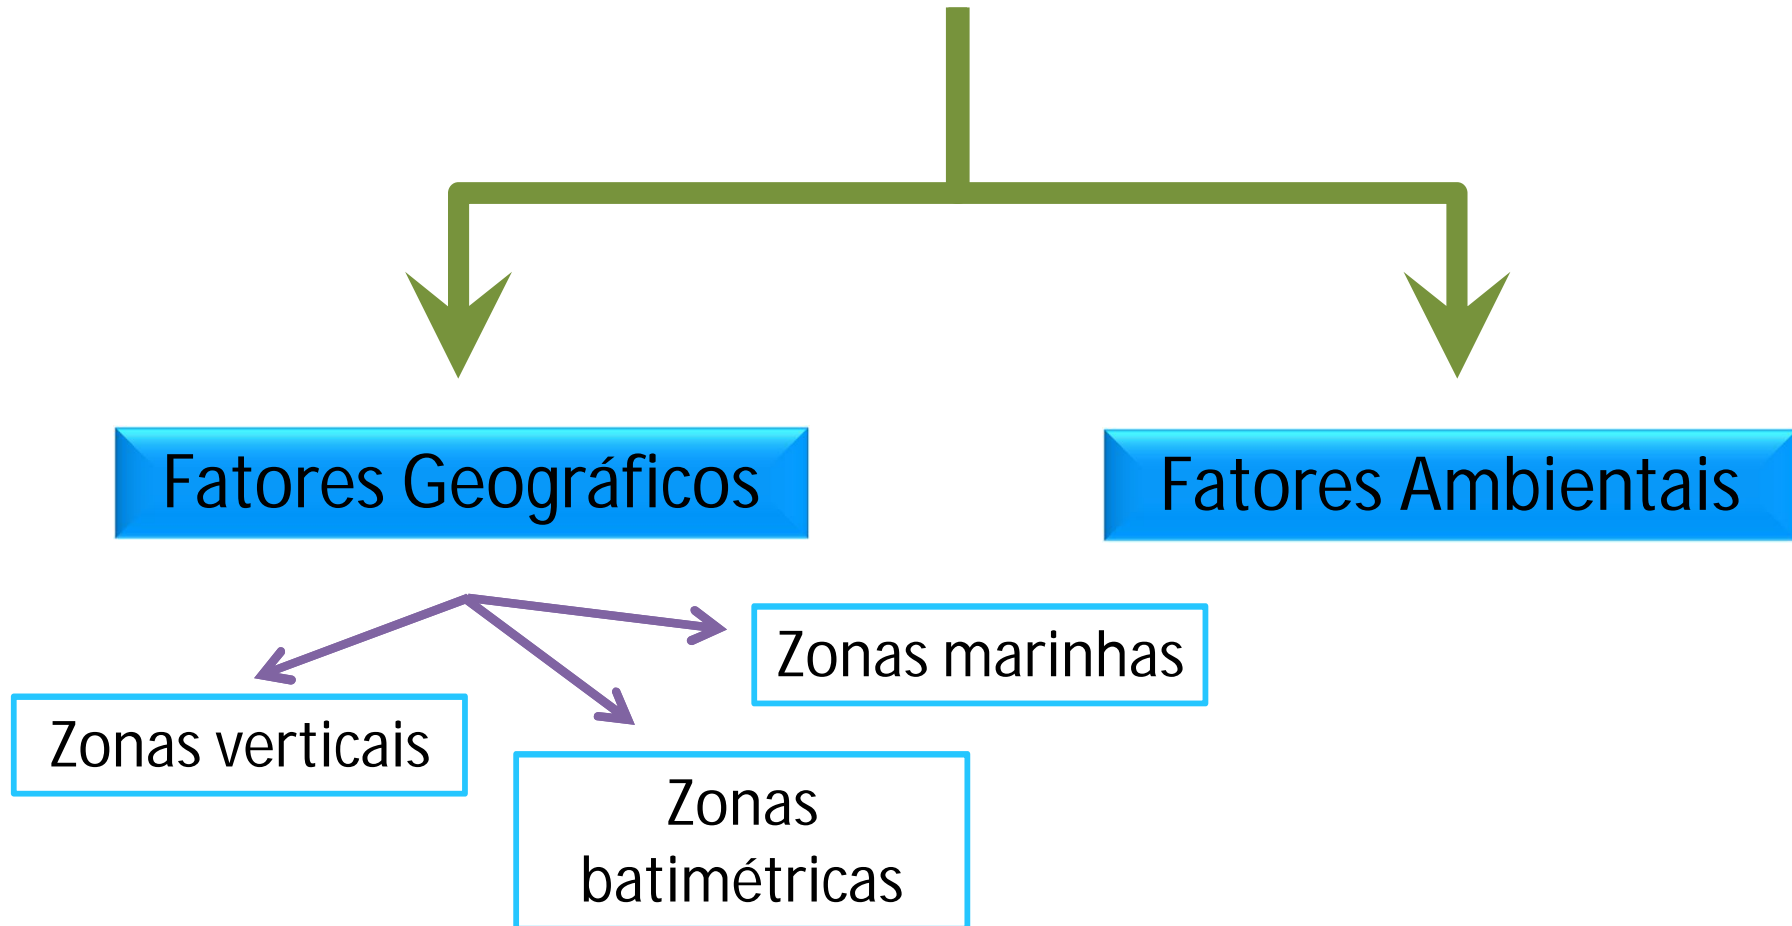 Fatores Geográficos
Fatores Ambientais
Zonas marinhas
Zonas verticais
Zonas
batimétricas